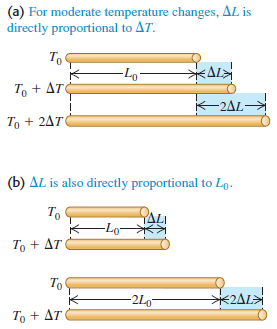 (a) For moderate temperature changes, ΔL is
directly proportional to ΔT.
T₀
L₀
ΔL
T₀ + ΔT
2ΔL
T₀ + 2ΔT
(b) ΔL is also directly proportional to L₀.
T₀
ΔL
L₀
T₀ + ΔT
T₀
2L₀
2ΔL
T₀ + ΔT